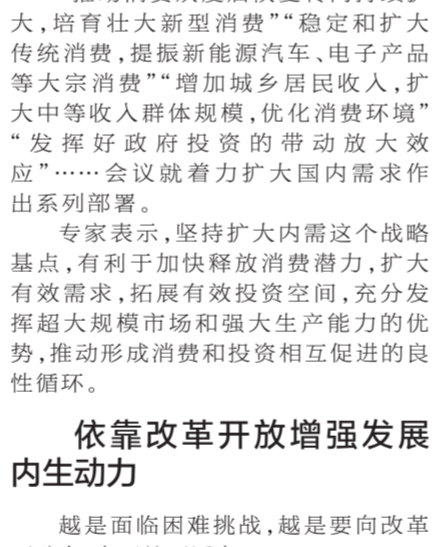 大,培育壮大新型消费”“稳定和扩大
传统消费,提振新能源汽车、电子产品
等大宗消费”“增加城乡居民收入,扩
大中等收入群体规模,优化消费环境”
“发挥好政府投资的带动放大效
应”……会议就着力扩大国内需求作
出系列部署。
专家表示,坚持扩大内需这个战略
基点,有利于加快释放消费潜力,扩大
有效需求,拓展有效投资空间,充分发
挥超大规模市场和强大生产能力的优
势,推动形成消费和投资相互促进的良
性循环。
依靠改革开放增强发展
内生动力
越是面临困难挑战,越是要向改革